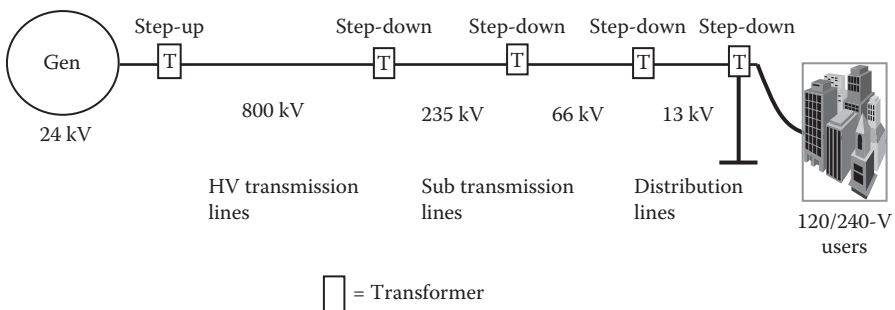 Step-up
Step-down
Step-down
Step-down
Step-down
Gen
T
T
T
T
T
24 kV
800 kV
235 kV
66 kV
13 kV
HV transmission
lines
Sub transmission
lines
Distribution
lines
120/240-V
users
= Transformer